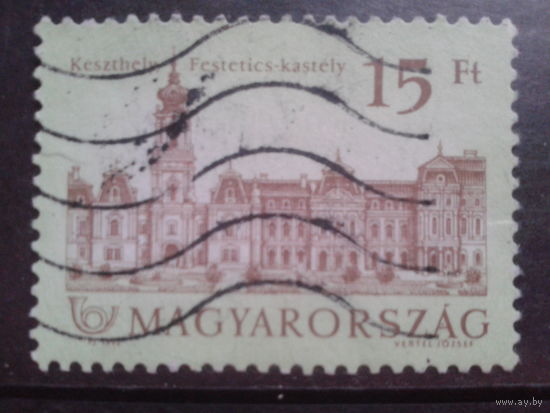 Keszthely Festetics-kastély 15 Ft
MAGYARORSZÁG
VERTEL JÓZSEF
www.ay.by